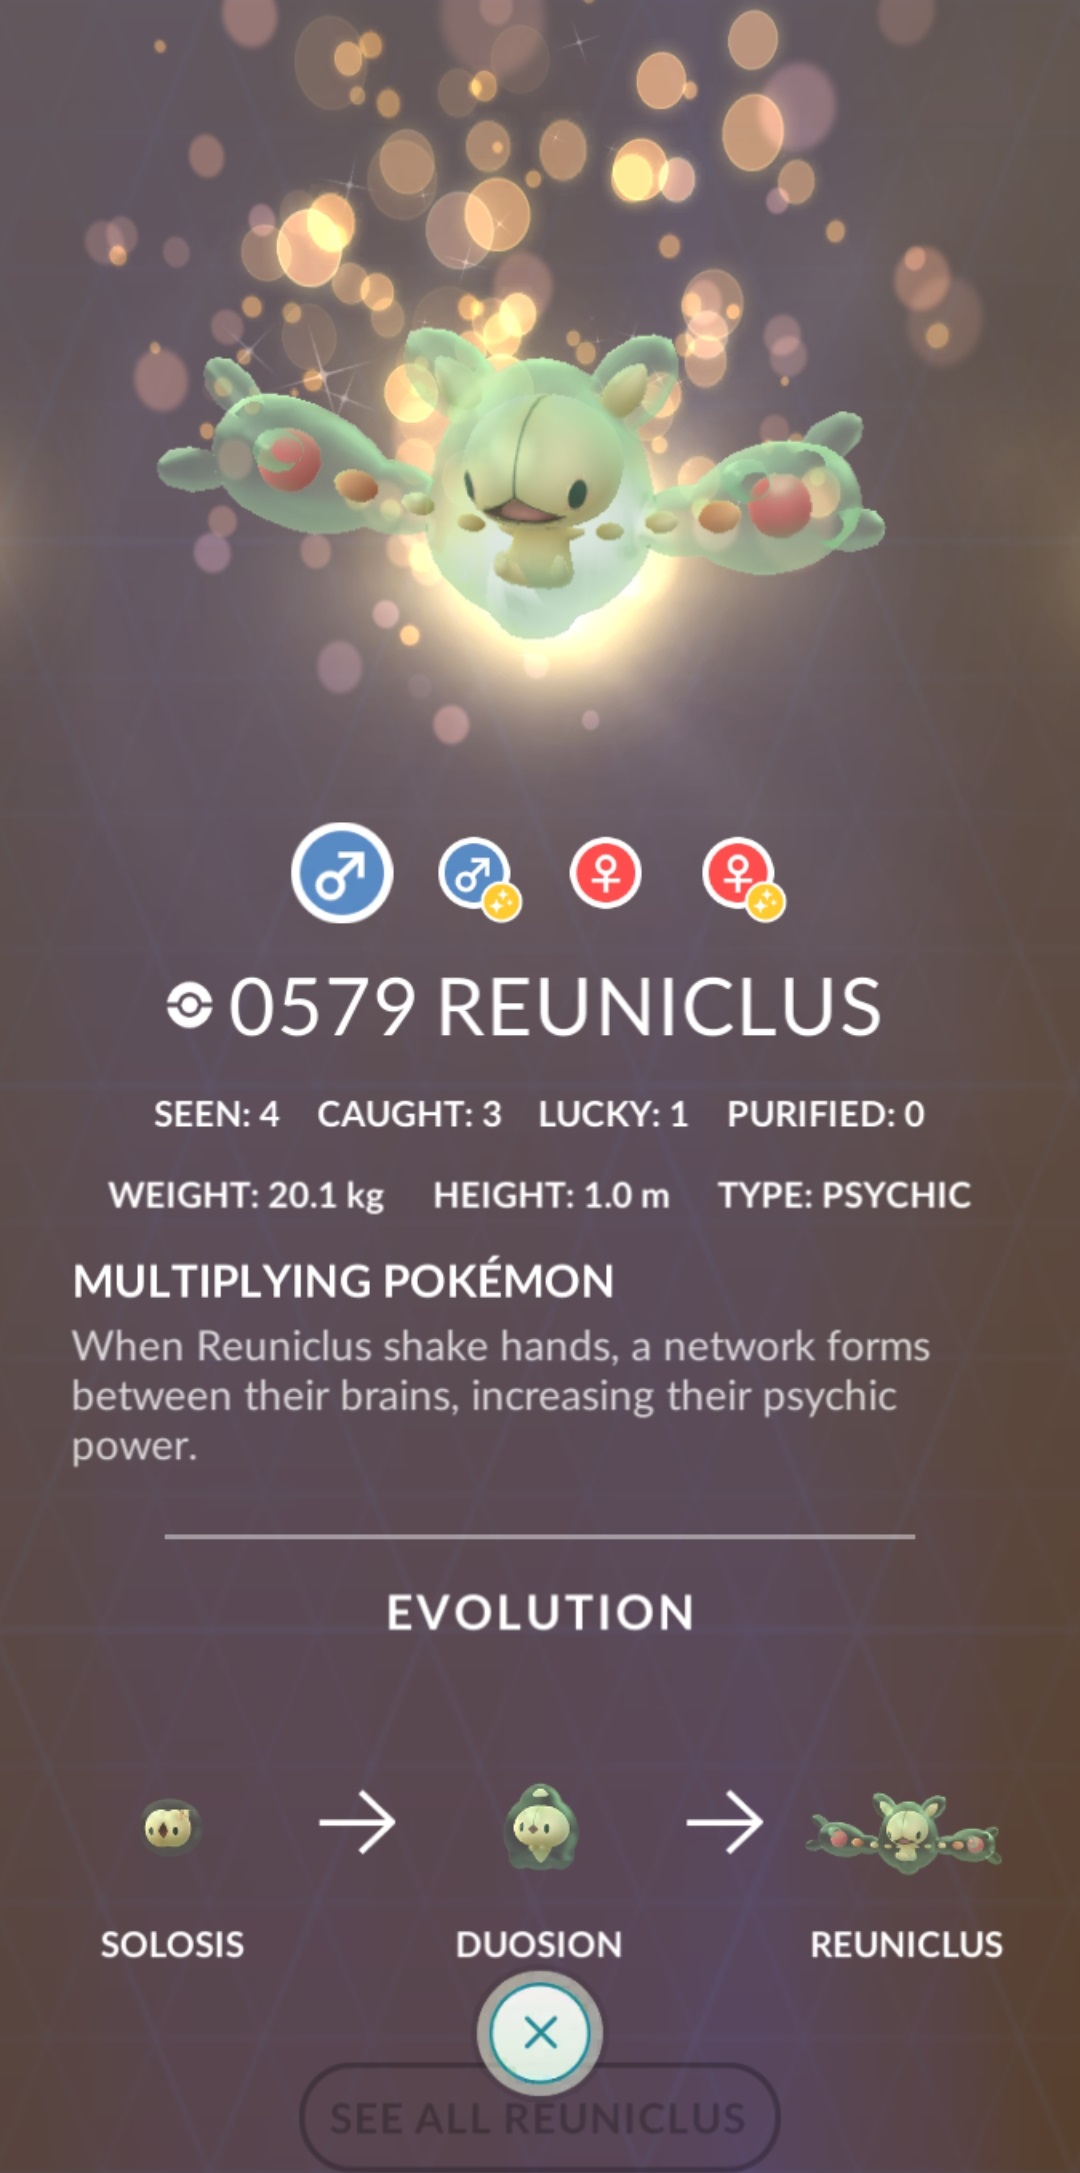 0579 REUNICLUS
SEEN: 4 CAUGHT: 3 LUCKY: 1 PURIFIED: 0
WEIGHT: 20.1 kg HEIGHT: 1.0 m TYPE: PSYCHIC
MULTIPLYING POKÉMON
When Reuniclus shake hands, a network forms
between their brains, increasing their psychic
power.
EVOLUTION
SOLOSIS DUOSION REUNICLUS
SEE ALL REUNICLUS